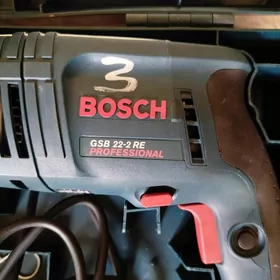 3
BOSCH
GSB 22-2 RE
PROFESSIONAL